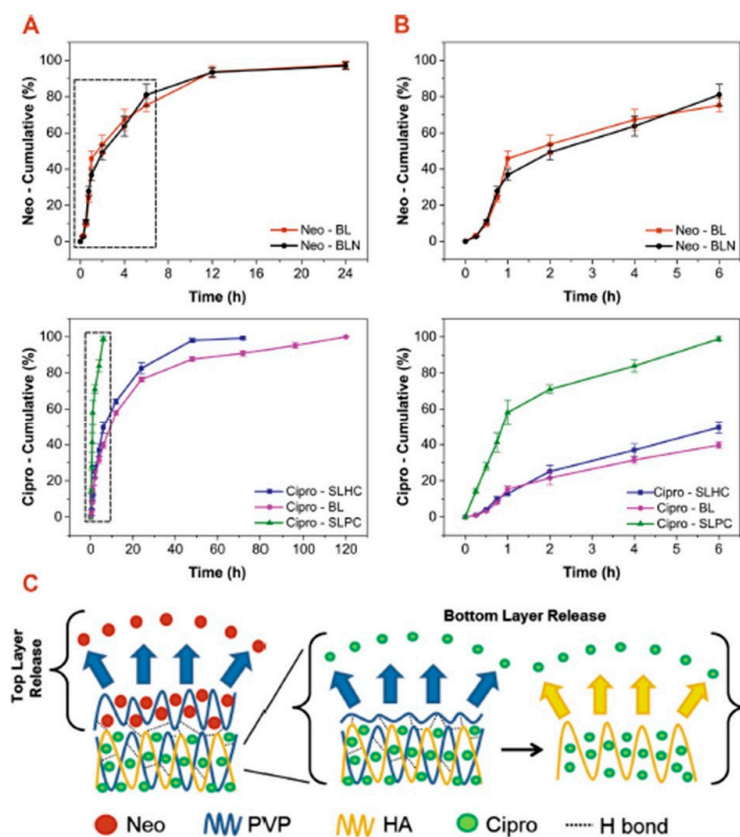 A
B
Neo - Cumulative (%)
100
80
60
40
20
0
Neo - BL
Neo - BLN
0 4 8 12 16 20 24
Time (h)
Neo - Cumulative (%)
100
80
60
40
20
0
Neo - BL
Neo - BLN
0 1 2 3 4 5 6
Time (h)
Cipro - Cumulative (%)
100
80
60
40
20
0
Cipro - SLHC
Cipro - BL
Cipro - SLPC
0 20 40 60 80 100 120
Time (h)
Cipro - Cumulative (%)
100
80
60
40
20
0
Cipro - SLHC
Cipro - BL
Cipro - SLPC
0 1 2 3 4 5 6
Time (h)
C
Top Layer
Release
Bottom Layer Release
Neo PVP HA Cipro H bond